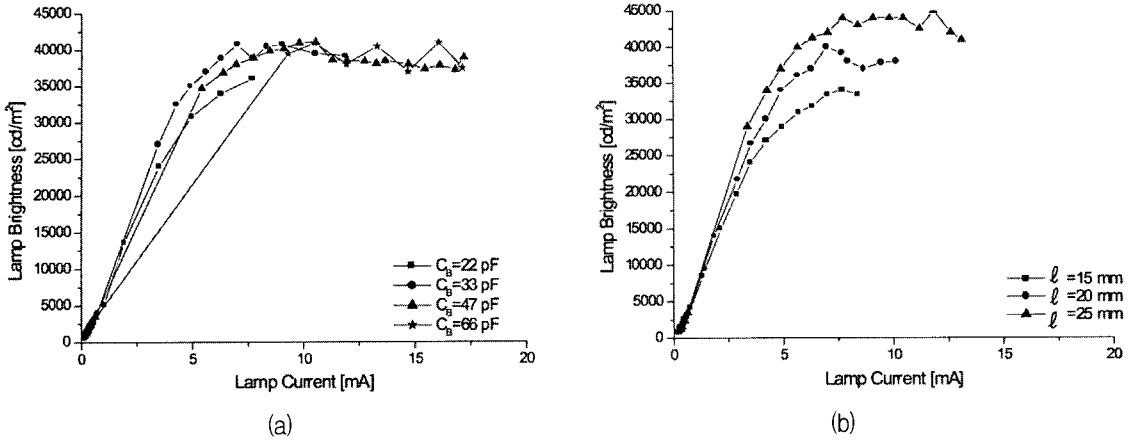 (a)
Lamp Brightness [cd/m²]
45000
40000
35000
30000
25000
20000
15000
10000
5000
0
0
5
10
15
20
Lamp Current [mA]
C_B=22 pF
C_B=33 pF
C_B=47 pF
C_B=66 pF
(a)
(b)
Lamp Brightness [cd/m²]
45000
40000
35000
30000
25000
20000
15000
10000
5000
0
0
5
10
15
20
Lamp Current [mA]
ℓ =15 mm
ℓ =20 mm
ℓ =25 mm
(b)